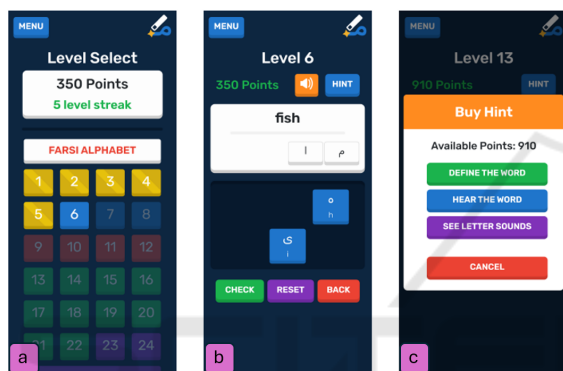 MENU
Level Select
350 Points
5 level streak
FARSI ALPHABET
1 2 3 4
5 6 7 8
9 10 11 12
13 14 15 16
17 18 19 20
21 22 23 24
a
MENU
Level 6
350 Points HINT
fish
م ا
ه
h
ی
i
CHECK RESET BACK
b
MENU
Level 13
910 Points HINT
Buy Hint
Available Points: 910
DEFINE THE WORD
HEAR THE WORD
SEE LETTER SOUNDS
CANCEL
c